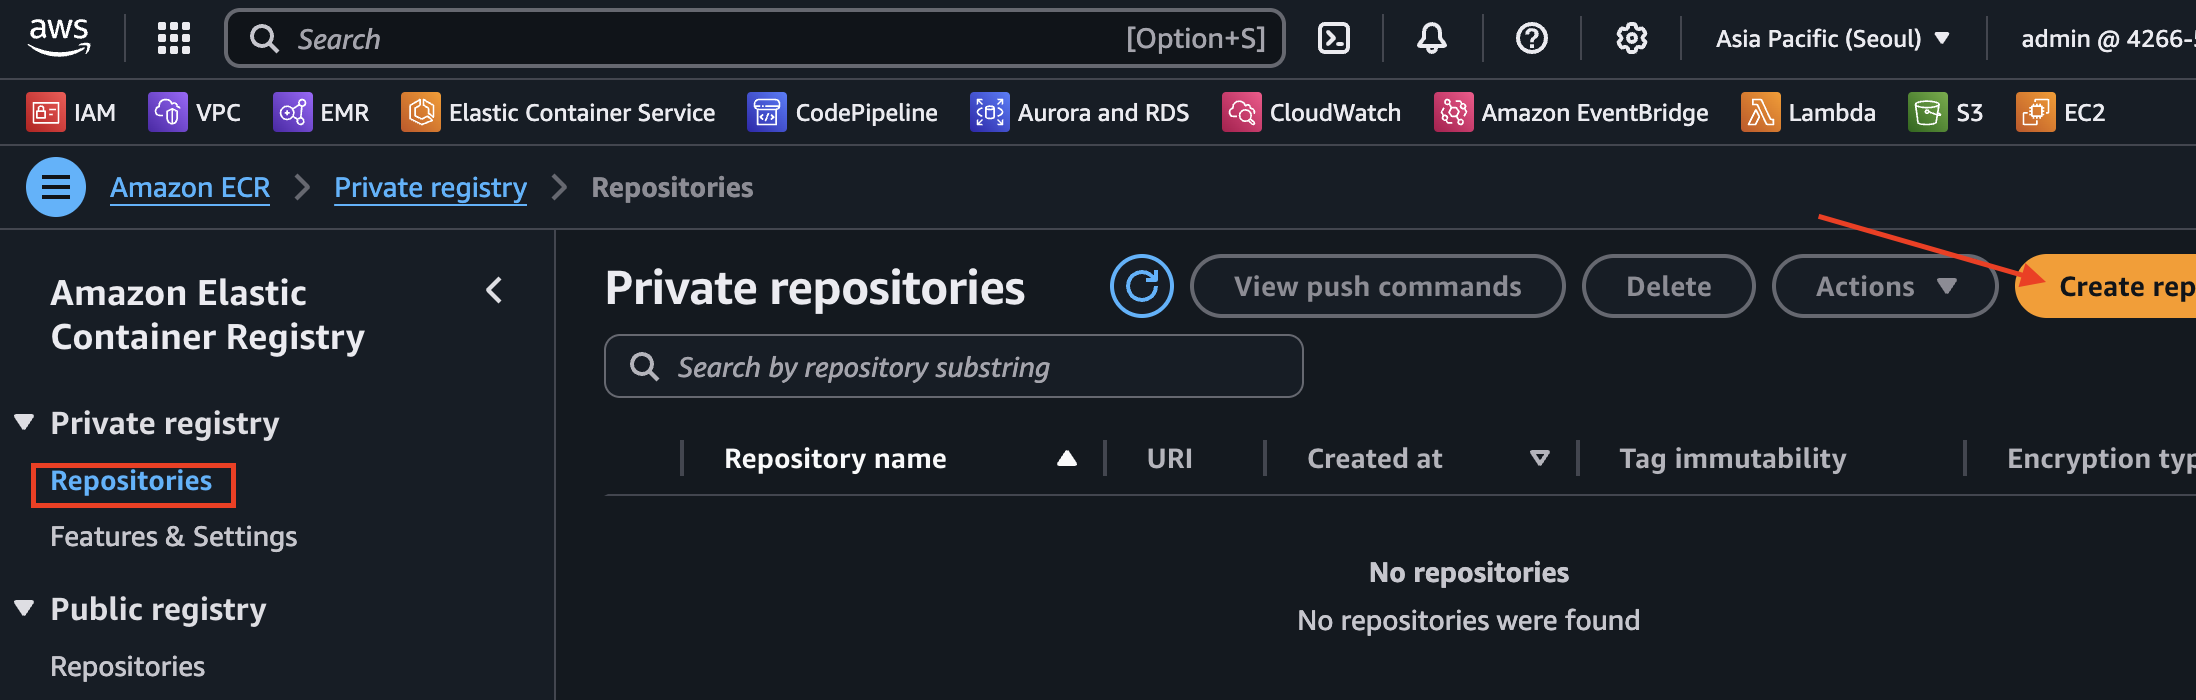 aws
Search [Option+S] Asia Pacific (Seoul) admin @ 4266-
IAM VPC EMR Elastic Container Service CodePipeline Aurora and RDS CloudWatch Amazon EventBridge Lambda S3 EC2
Amazon ECR Private registry Repositories
Amazon Elastic
Container Registry
Private registry
Repositories
Features & Settings
Public registry
Repositories
Private repositories View push commands Delete Actions Create rep
Search by repository substring
Repository name URI Created at Tag immutability Encryption typ
No repositories
No repositories were found